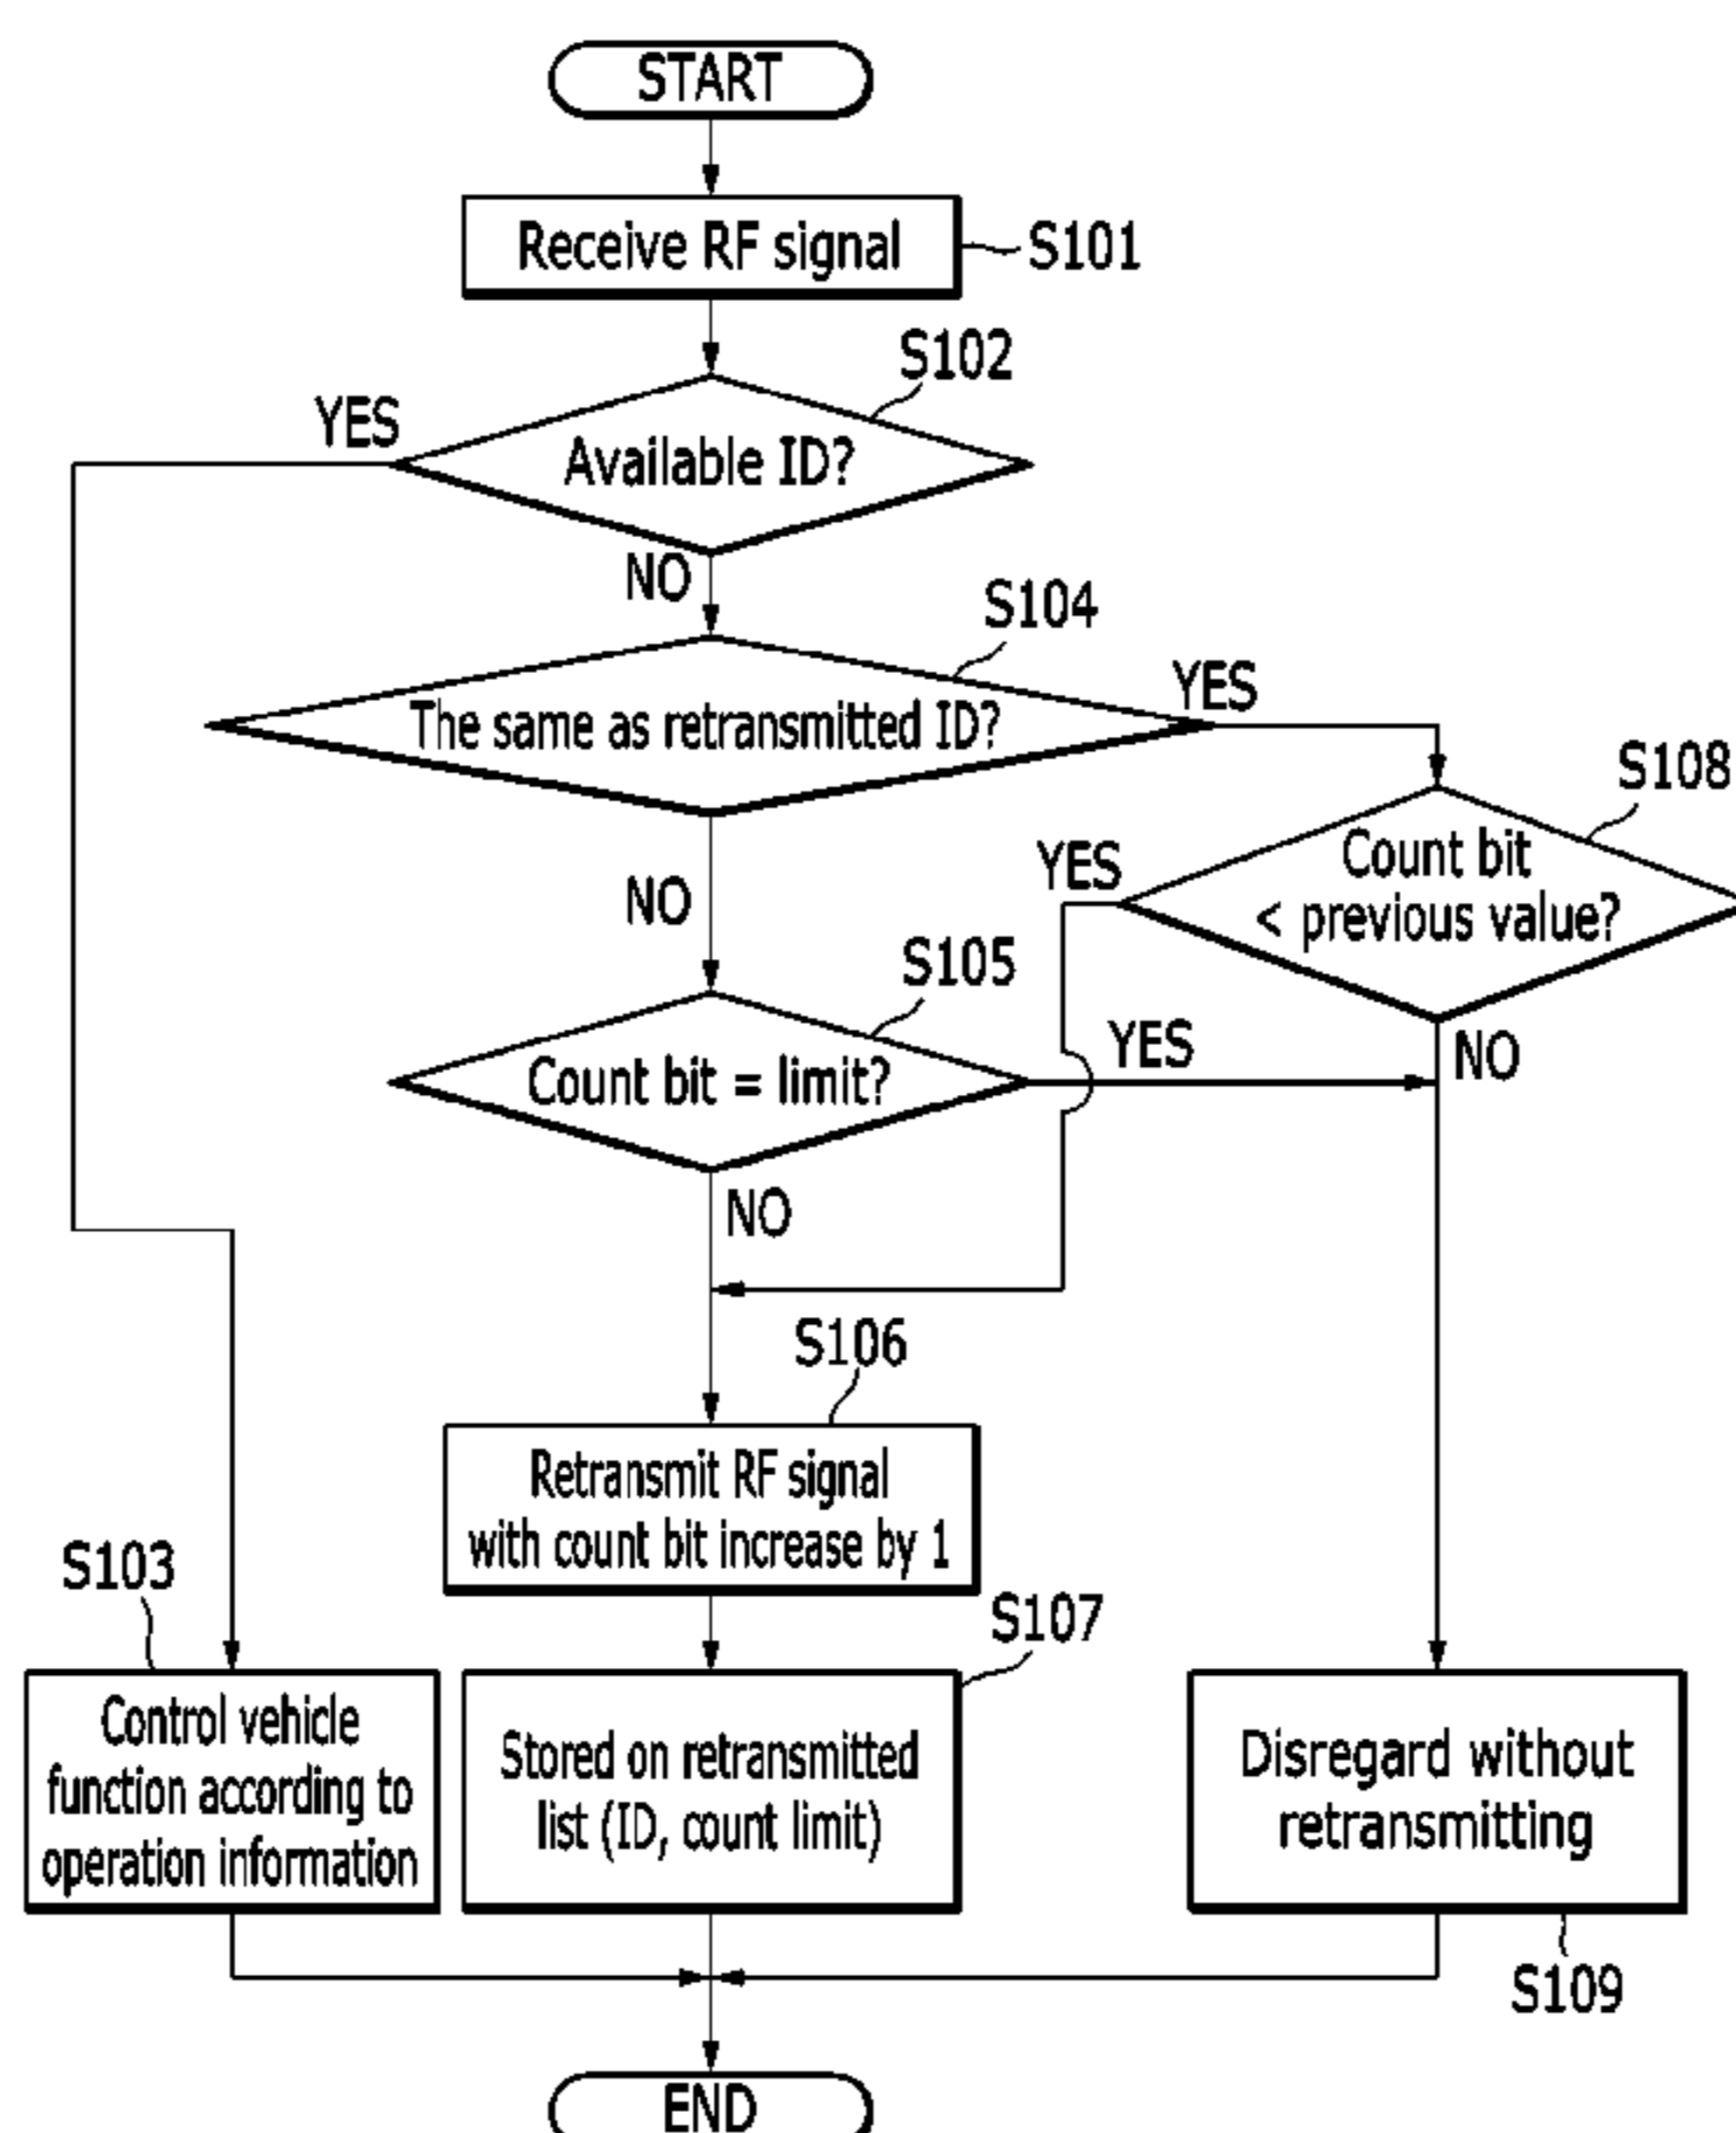 START
Receive RF signal
S101
S102
YES
Available ID?
NO
S104
YES
The same as retransmitted ID?
S108
YES
Count bit
< previous value?
NO
S105
YES
NO
Count bit = limit?
NO
S106
Retransmit RF signal
with count bit increase by 1
S103
S107
Control vehicle
function according to
operation information
Stored on retransmitted
list (ID, count limit)
Disregard without
retransmitting
S109
END